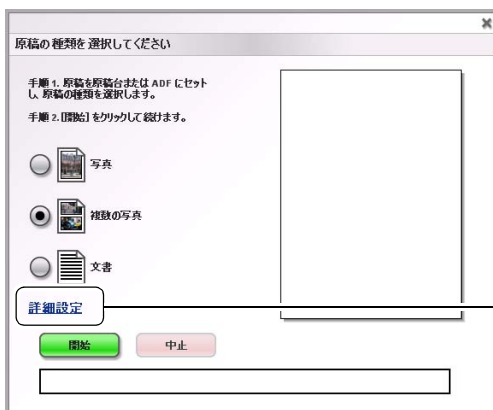 原稿の種類を選択してください
手順 1. 原稿を原稿台または ADF にセット
し、原稿の種類を選択します。
手順 2. [開始] をクリックして続けます。
写真
複数の写真
文書
詳細設定
開始
中止